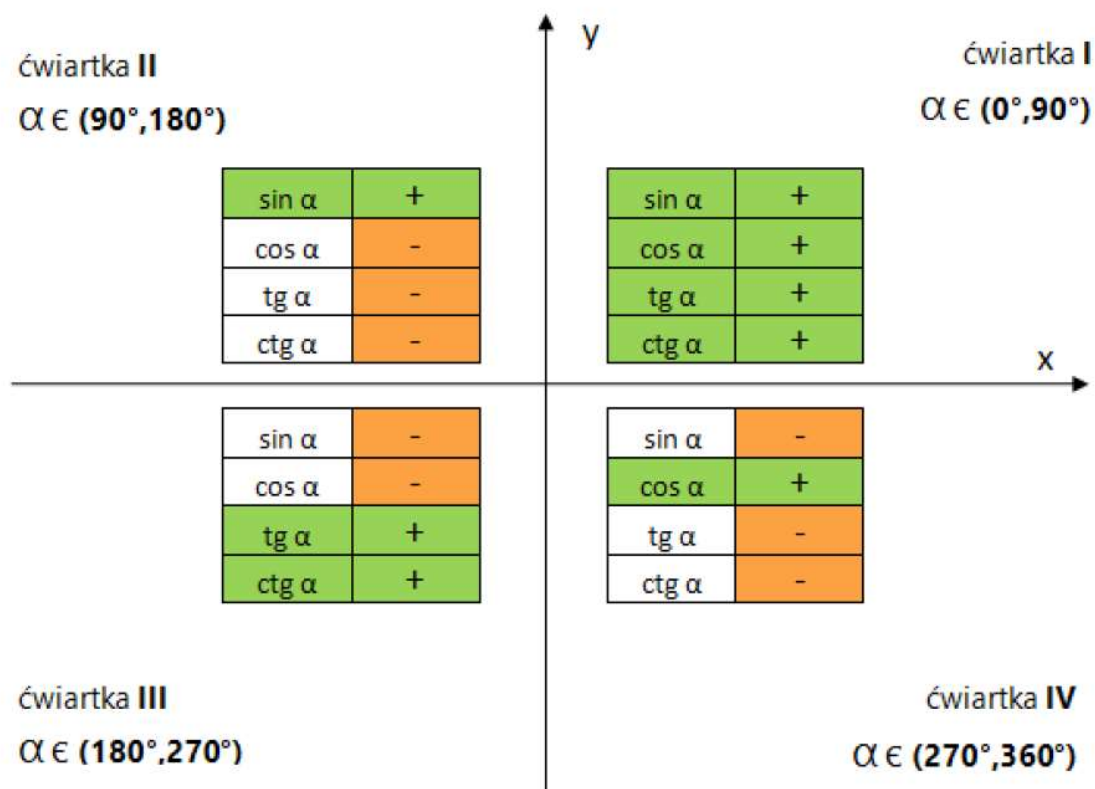 y
ćwiartka II
α ϵ (90°,180°)
ćwiartka I
α ϵ (0°,90°)
sin α +
cos α -
tg α -
ctg α -
sin α +
cos α +
tg α +
ctg α +
x
sin α -
cos α -
tg α +
ctg α +
sin α -
cos α +
tg α -
ctg α -
ćwiartka III
α ϵ (180°,270°)
ćwiartka IV
α ϵ (270°,360°)